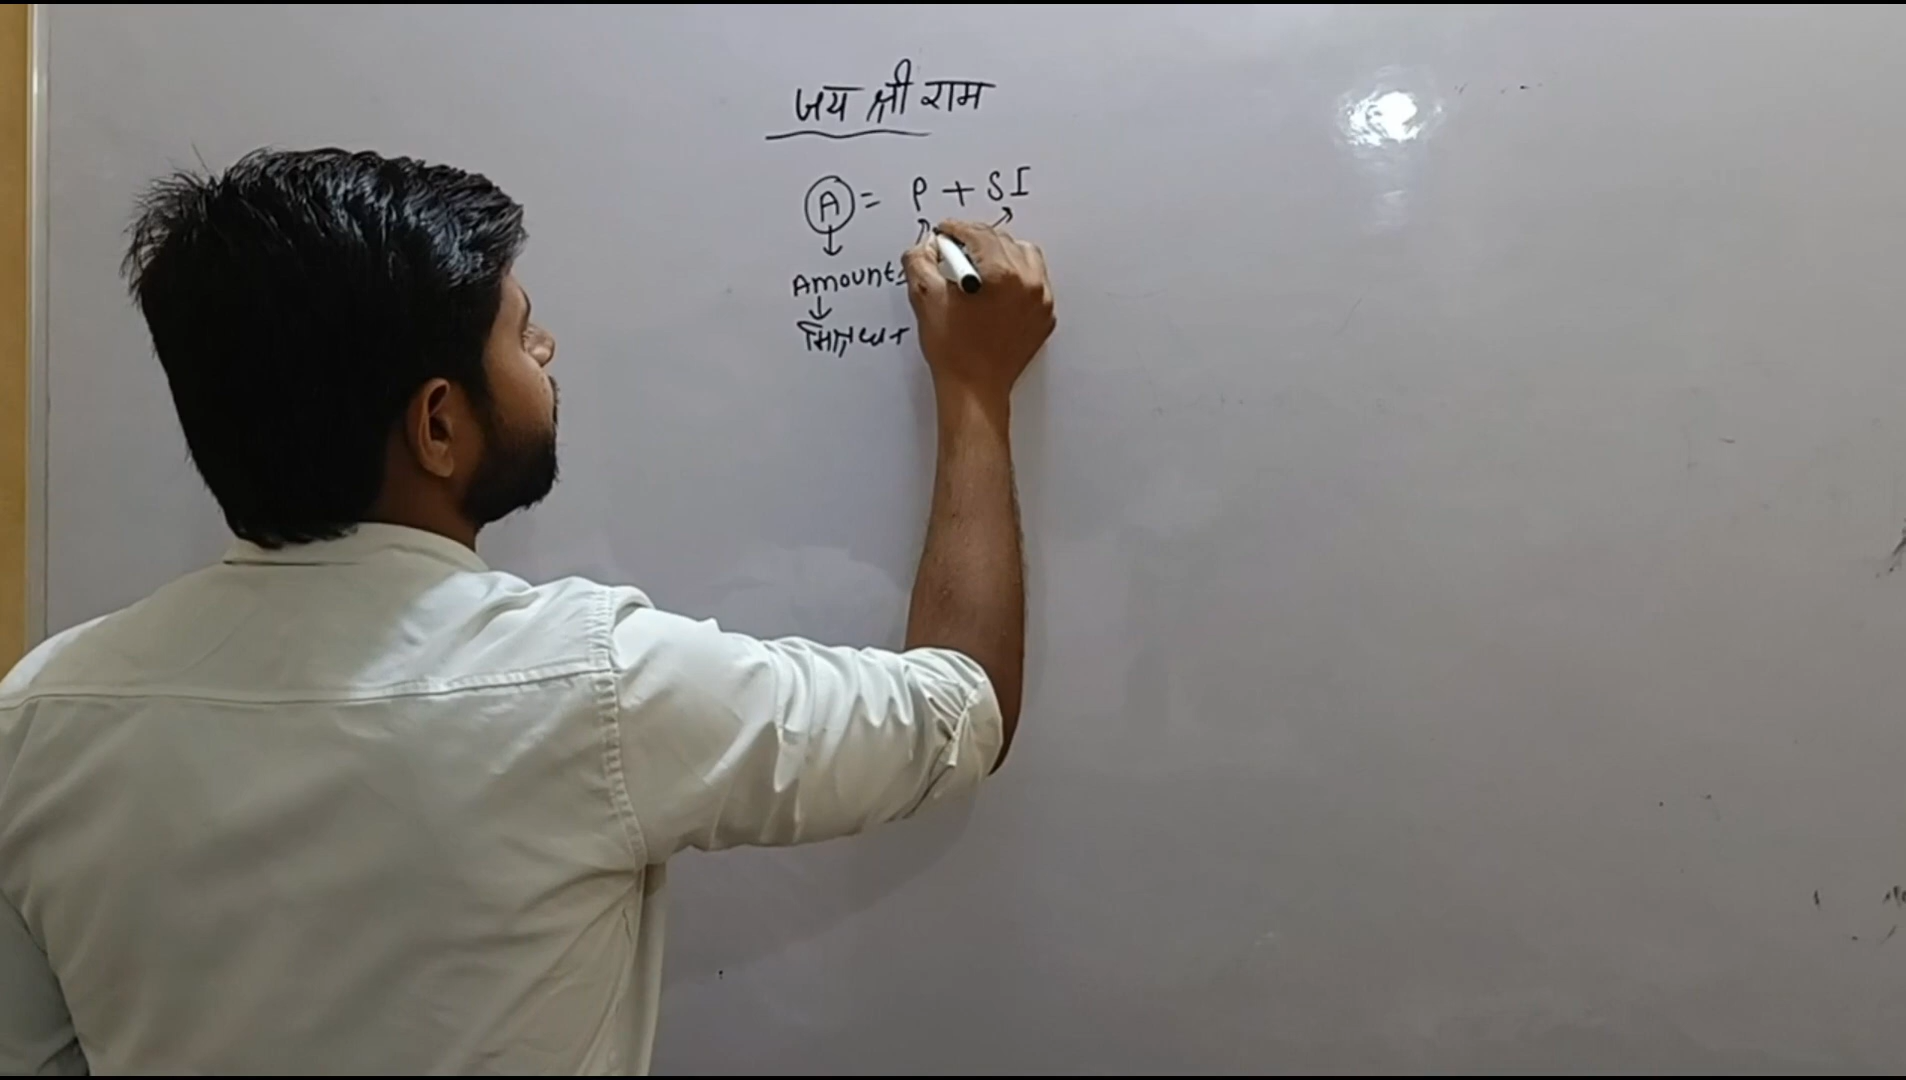 जय श्री राम
A = P + SI
Amount
मिश्रधन